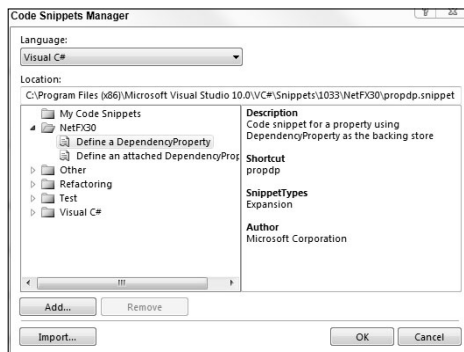 Code Snippets Manager
Language:
Visual C#
Location:
C:\Program Files (x86)\Microsoft Visual Studio 10.0\VC#\Snippets\1033\NetFX30\propdp.snippet
My Code Snippets
NetFX30
Define a DependencyProperty
Define an attached DependencyProp
Other
Refactoring
Test
Visual C#
Description
Code snippet for a property using
DependencyProperty as the backing store
Shortcut
propdp
SnippetTypes
Expansion
Author
Microsoft Corporation
Add...
Remove
Import...
OK
Cancel